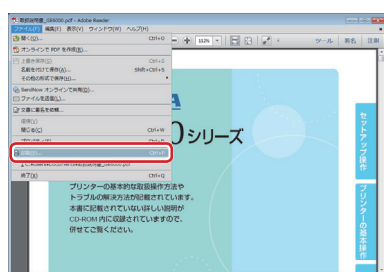 取扱説明書_GE6000.pdf - Adobe Reader
ファイル(F) 編集(E) 表示(V) ウィンドウ(W) ヘルプ(H)
開く(O)... Ctrl+O
112%
ツール 署名 注釈
オンラインで PDF を作成(B)...
上書き保存(S) Ctrl+S
名前を付けて保存(A)... Shift+Ctrl+S
その他の形式で保存(H)...
SendNow オンラインで共有(D)...
ファイルを送信(L)...
文書に署名を依頼...
復帰(V)
閉じる(C) Ctrl+W
印刷(P)... Ctrl+P
終了(X) Ctrl+Q
A
0シリーズ
プリンターの基本的な取扱操作方法や
トラブルの解決方法が記載されています。
本書に記載されていない詳しい説明が
CD-ROM 内に収録されていますので、
併せてご覧ください。
セットアップ操作
プリンターの基本操作